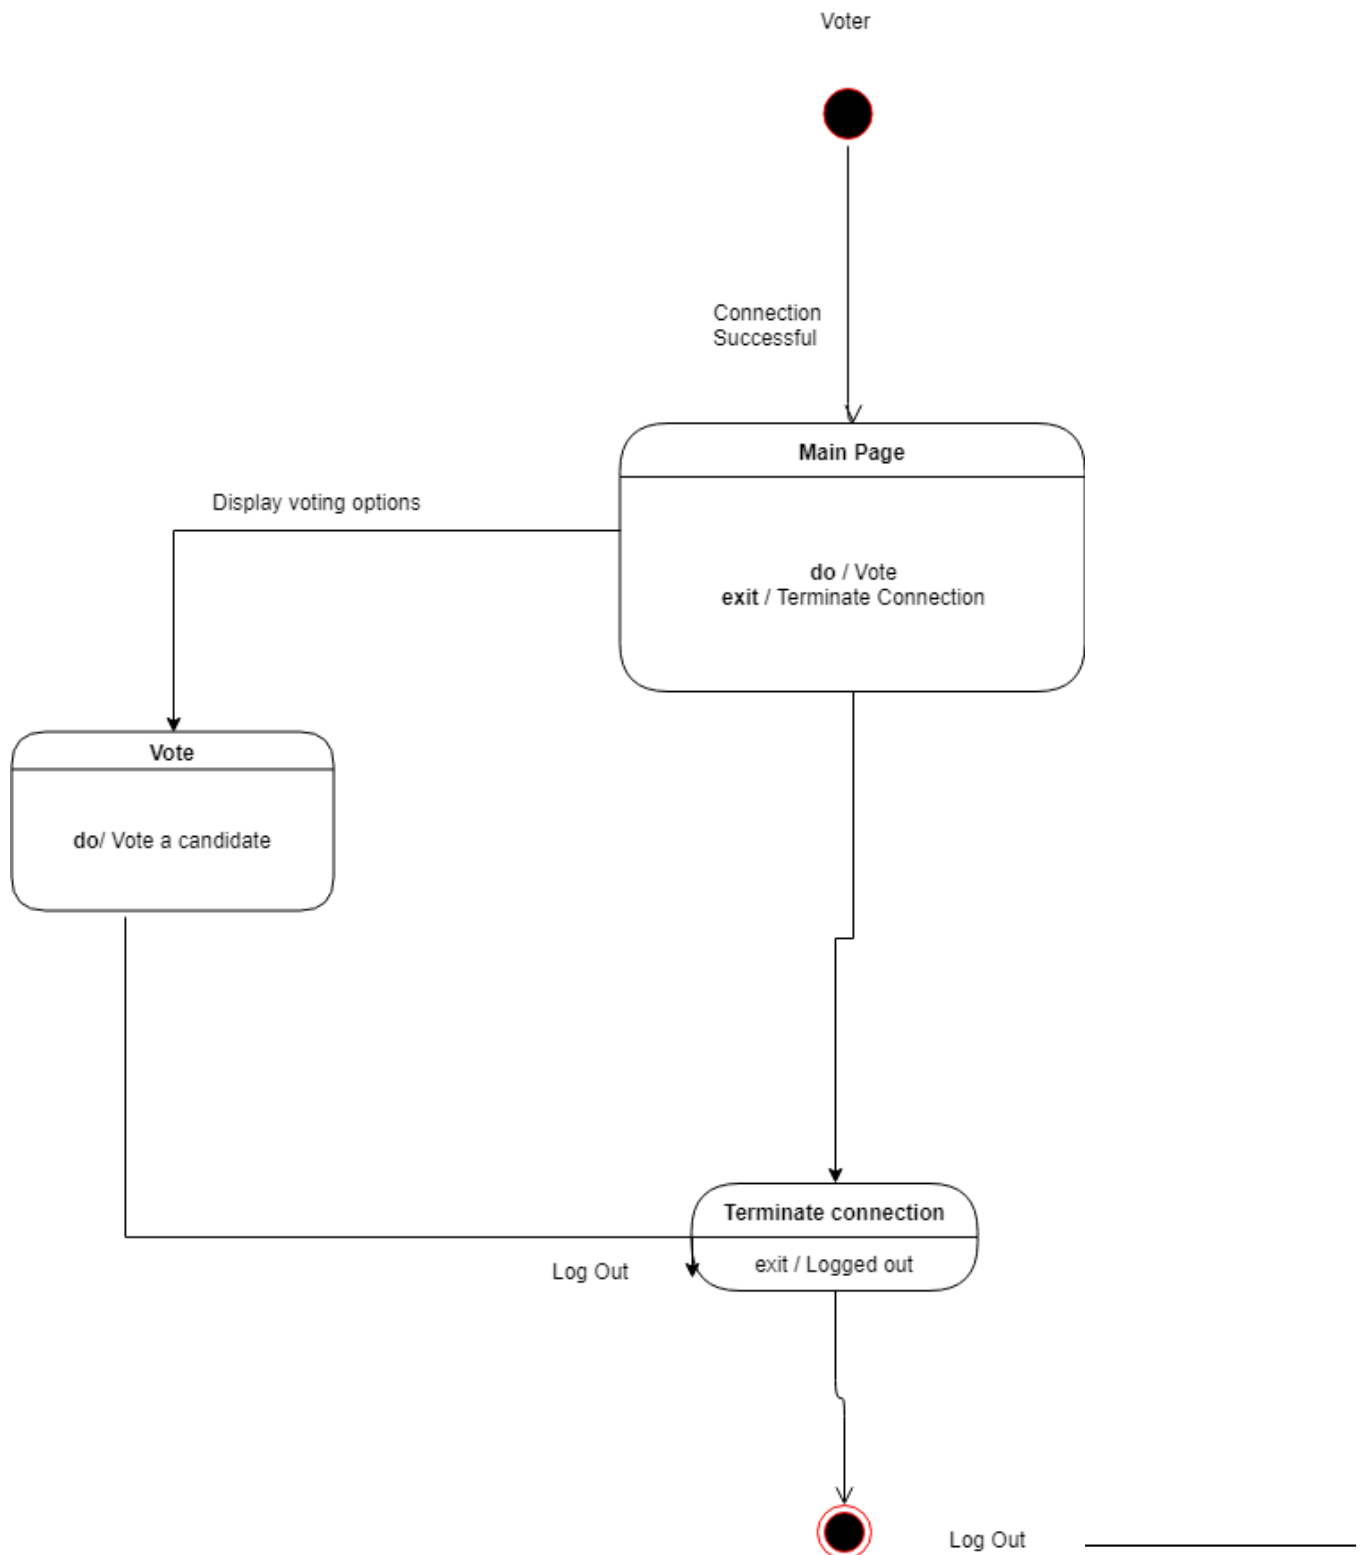 Voter
Connection
Successful
Main Page
Display voting options
do / Vote
exit / Terminate Connection
Vote
do/ Vote a candidate
Terminate connection
exit / Logged out
Log Out
Log Out